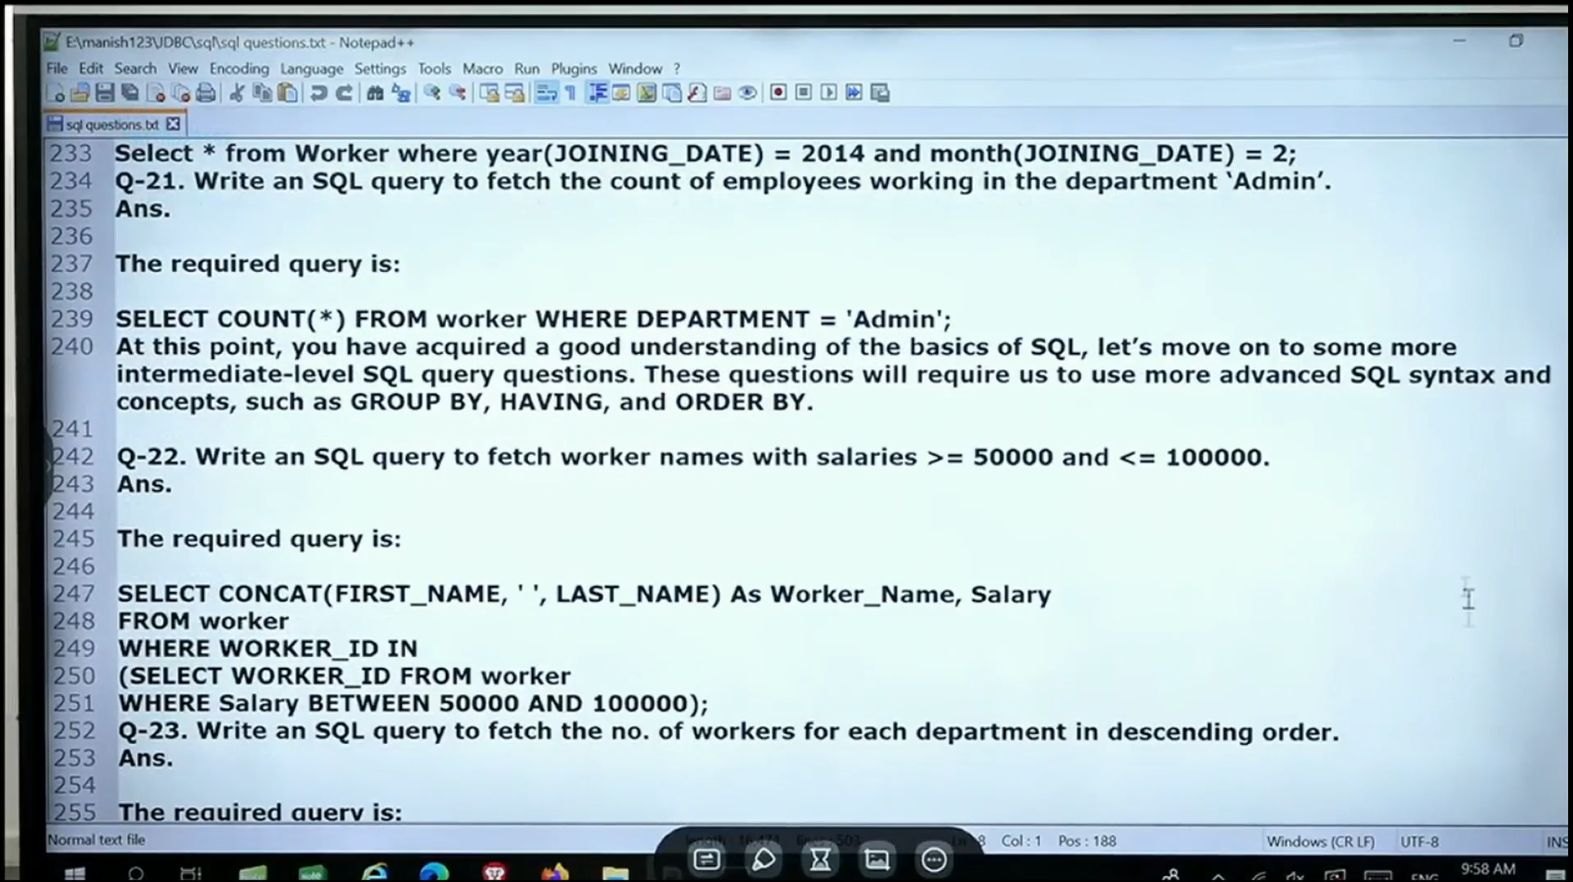 E:\manish123\JDBC\sql\sql questions.txt - Notepad++
File Edit Search View Encoding Language Settings Tools Macro Run Plugins Window ?
sql questions.txt
233 Select * from Worker where year(JOINING_DATE) = 2014 and month(JOINING_DATE) = 2;
234 Q-21. Write an SQL query to fetch the count of employees working in the department ‘Admin’.
235 Ans.
236
237 The required query is:
238
239 SELECT COUNT(*) FROM worker WHERE DEPARTMENT = 'Admin';
240 At this point, you have acquired a good understanding of the basics of SQL, let’s move on to some more
intermediate-level SQL query questions. These questions will require us to use more advanced SQL syntax and
concepts, such as GROUP BY, HAVING, and ORDER BY.
241
242 Q-22. Write an SQL query to fetch worker names with salaries >= 50000 and <= 100000.
243 Ans.
244
245 The required query is:
246
247 SELECT CONCAT(FIRST_NAME, ' ', LAST_NAME) As Worker_Name, Salary
248 FROM worker
249 WHERE WORKER_ID IN
250 (SELECT WORKER_ID FROM worker
251 WHERE Salary BETWEEN 50000 AND 100000);
252 Q-23. Write an SQL query to fetch the no. of workers for each department in descending order.
253 Ans.
254
255 The required query is:
Normal text file Col : 1 Pos : 188 Windows (CR LF) UTF-8 INS
ENG 9:58 AM